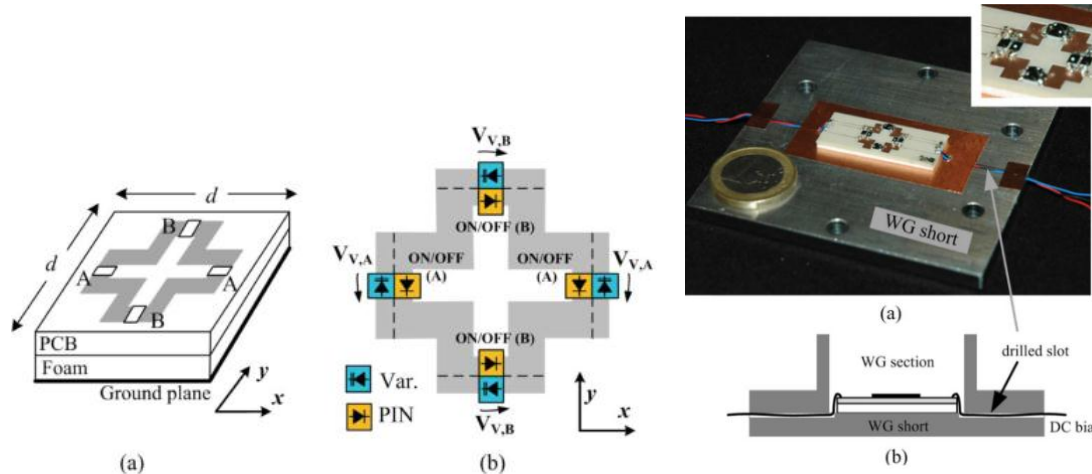 d
d
B
A
A
B
PCB
Foam
Ground plane
y
x
(a)
V_V,B
ON/OFF (B)
V_V,A
ON/OFF
(A)
ON/OFF
(A)
V_V,A
ON/OFF (B)
Var.
PIN
V_V,B
y
x
(b)
WG short
(a)
WG section
drilled slot
WG short
DC bia
(b)